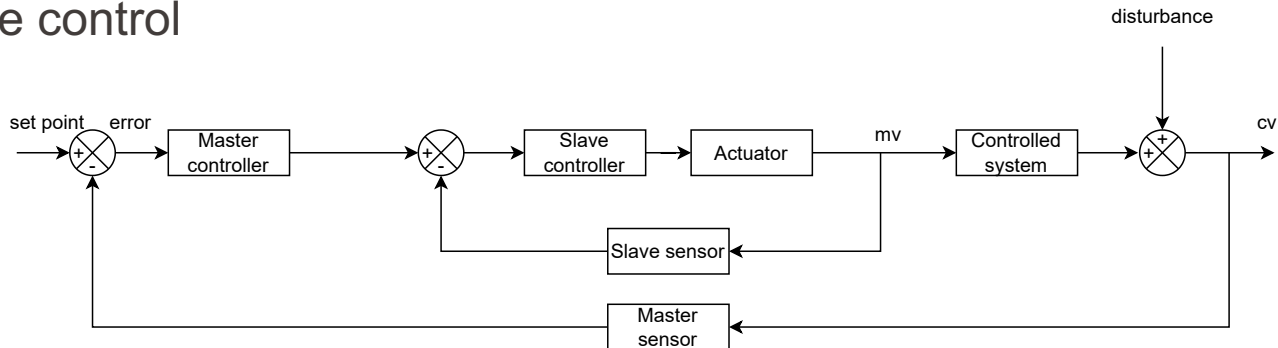 e control
disturbance
set point
error
+
-
Master
controller
+
-
Slave
controller
Actuator
mv
Controlled
system
+
+
cv
Slave sensor
Master
sensor